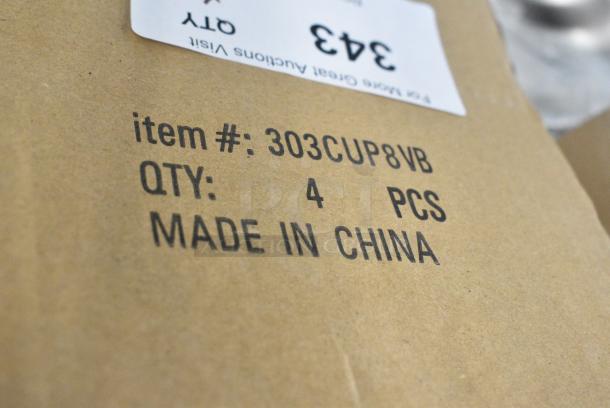 For More Great Auctions Visit
343
QTY
item #: 303CUP8VB
QTY: 4 PCS
MADE IN CHINA